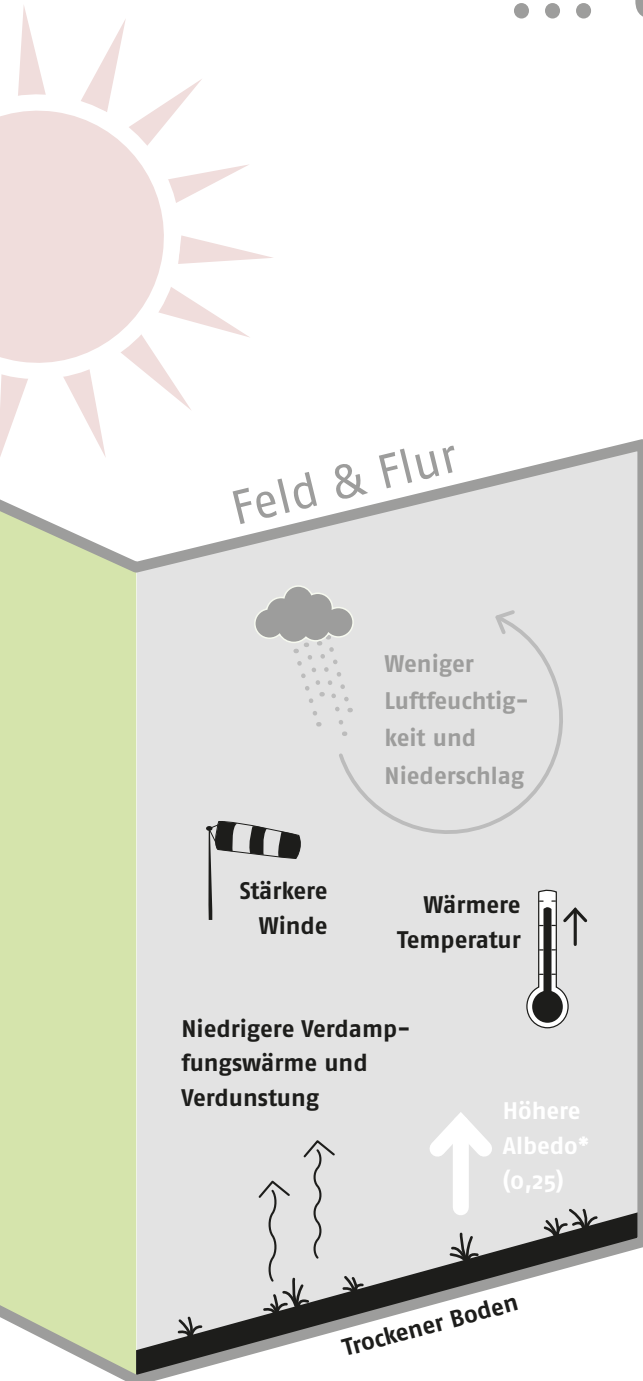 Feld & Flur
Weniger
Luftfeuchtig-
keit und
Niederschlag
Stärkere
Winde
Wärmere
Temperatur
Niedrigere Verdamp-
fungswärme und
Verdunstung
Höhere
Albedo*
(0,25)
Trockener Boden